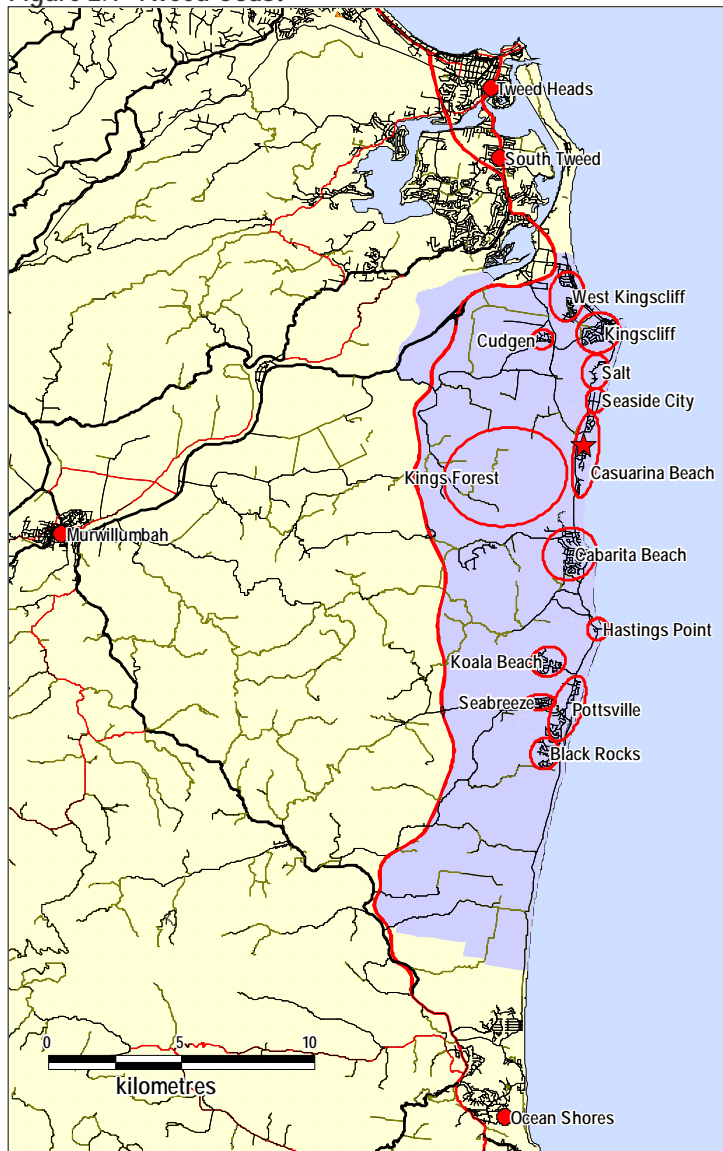 Tweed Heads
South Tweed
West Kingscliff
Kingscliff
Cudgen
Salt
Seaside City
Casuarina Beach
Kings Forest
Murwillumbah
Cabarita Beach
Hastings Point
Koala Beach
Seabreeze
Pottsville
Black Rocks
0 5 10
kilometres
Ocean Shores